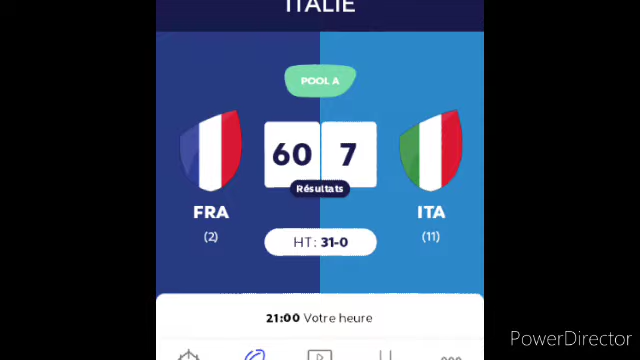 ITALIE
POOL A
60 7
Résultats
FRA ITA
(2) (11)
HT: 31-0
21:00 Votre heure
PowerDirector